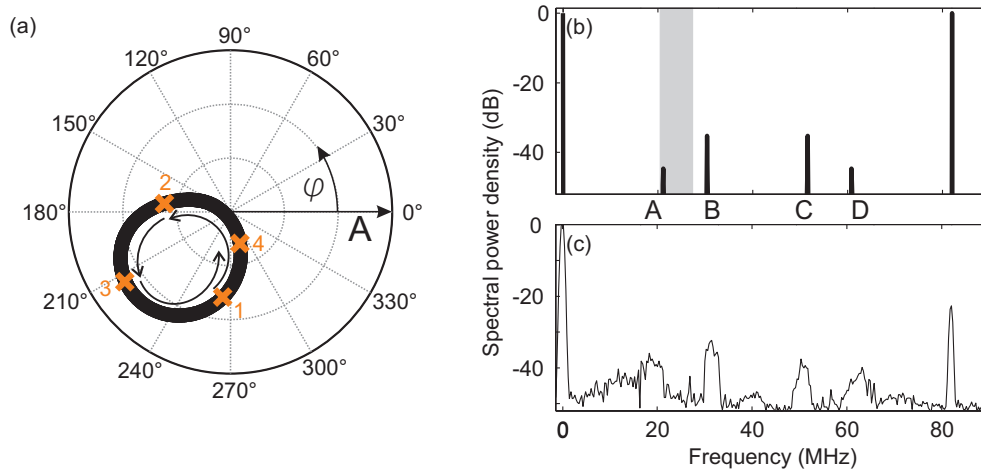 (a)
90°
120°
60°
150°
30°
φ
2
180°
A
0°
4
3
1
210°
330°
240°
300°
270°
(b)
0
-20
-40
A
B
C
D
Spectral power density (dB)
(c)
0
-20
-40
0
20
40
60
80
Frequency (MHz)